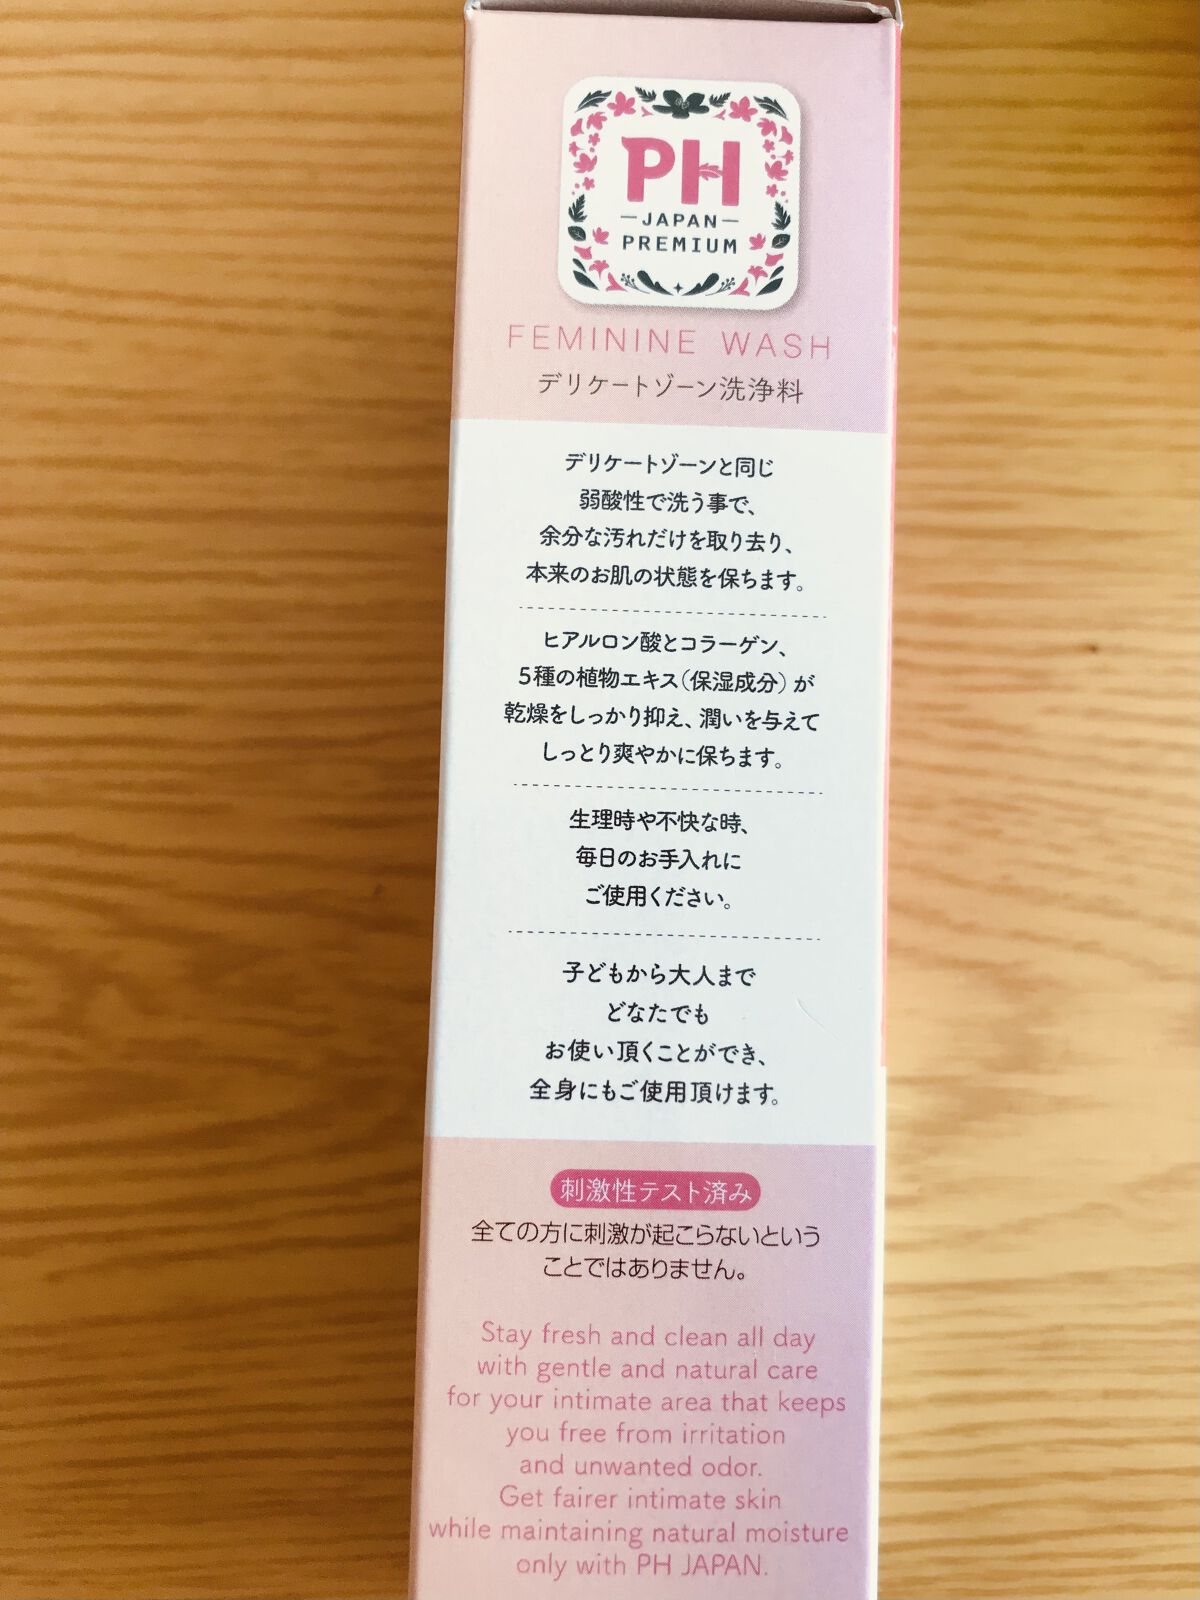 PH
JAPAN
PREMIUM
FEMININE WASH
デリケートゾーン洗浄料
デリケートゾーンと同じ
弱酸性で洗う事で、
余分な汚れだけを取り去り、
本来のお肌の状態を保ちます。
ヒアルロン酸とコラーゲン、
5種の植物エキス(保湿成分)が
乾燥をしっかり抑え、潤いを与えて
しっとり爽やかに保ちます。
生理時や不快な時、
毎日のお手入れに
ご使用ください。
子どもから大人まで
どなたでも
お使い頂くことができ、
全身にもご使用頂けます。
刺激性テスト済み
全ての方に刺激が起こらないという
ことではありません。
Stay fresh and clean all day
with gentle and natural care
for your intimate area that keeps
you free from irritation
and unwanted odor.
Get fairer intimate skin
while maintaining natural moisture
only with PH JAPAN.